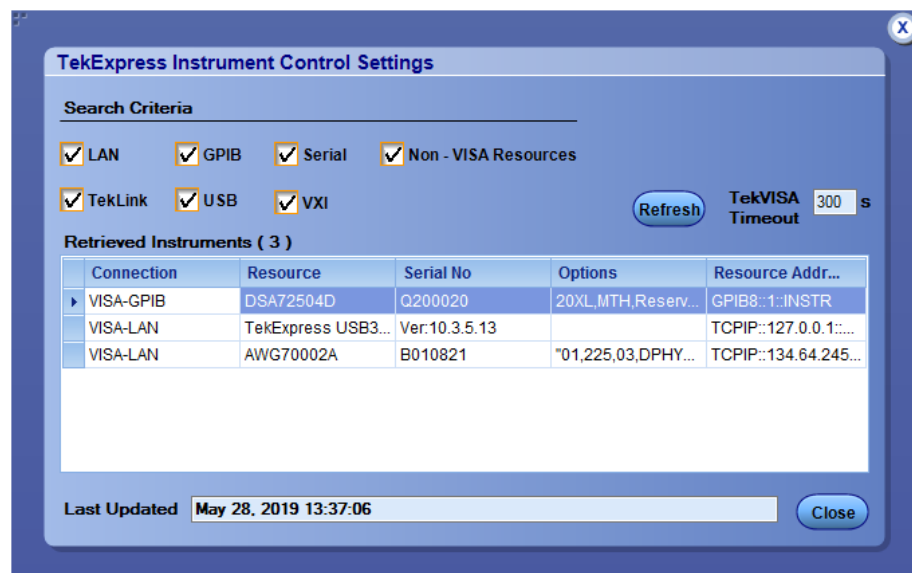 X
TekExpress Instrument Control Settings
Search Criteria
LAN GPIB Serial Non - VISA Resources
TekLink USB VXI
Refresh TekVISA Timeout 300 s
Retrieved Instruments ( 3 )
Connection Resource Serial No Options Resource Addr...
VISA-GPIB DSA72504D Q200020 20XL,MTH,Reserv... GPIB8::1::INSTR
VISA-LAN TekExpress USB3... Ver:10.3.5.13 TCPIP::127.0.0.1::...
VISA-LAN AWG70002A B010821 "01,225,03,DPHY... TCPIP::134.64.245...
Last Updated May 28, 2019 13:37:06 Close